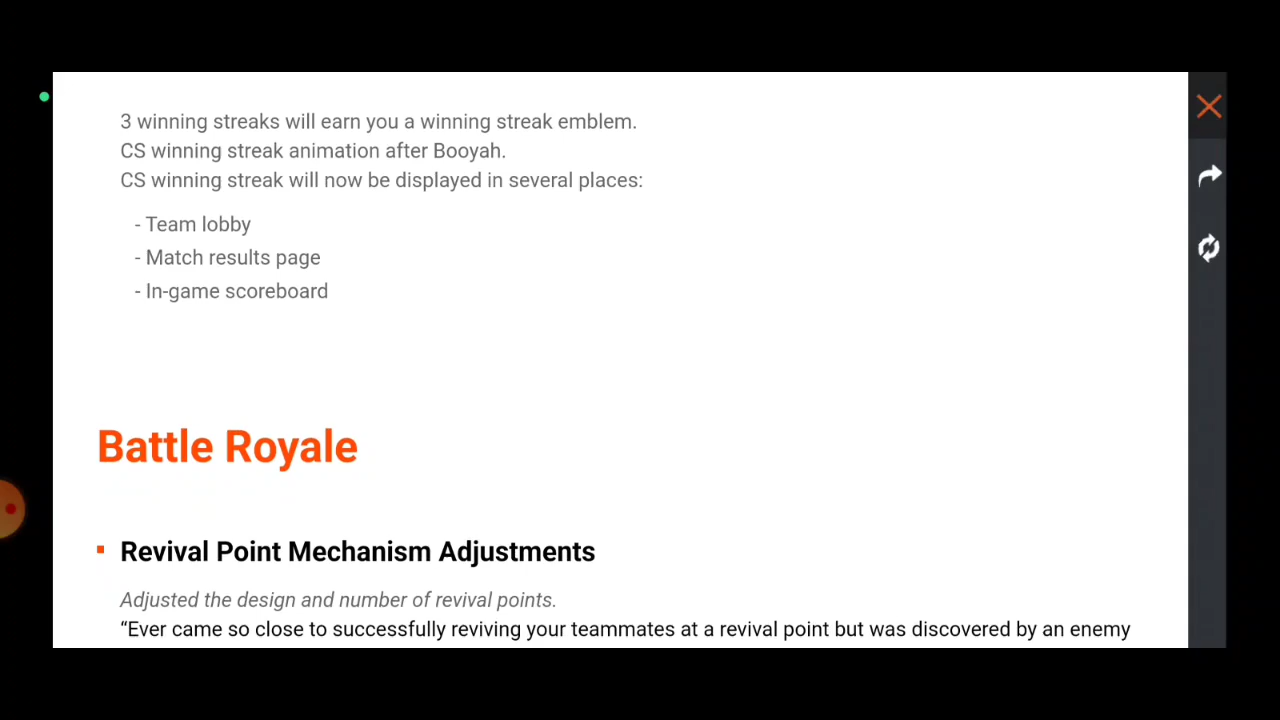 3 winning streaks will earn you a winning streak emblem.
CS winning streak animation after Booyah.
CS winning streak will now be displayed in several places:
- Team lobby
- Match results page
- In-game scoreboard
Battle Royale
Revival Point Mechanism Adjustments
Adjusted the design and number of revival points.
“Ever came so close to successfully reviving your teammates at a revival point but was discovered by an enemy